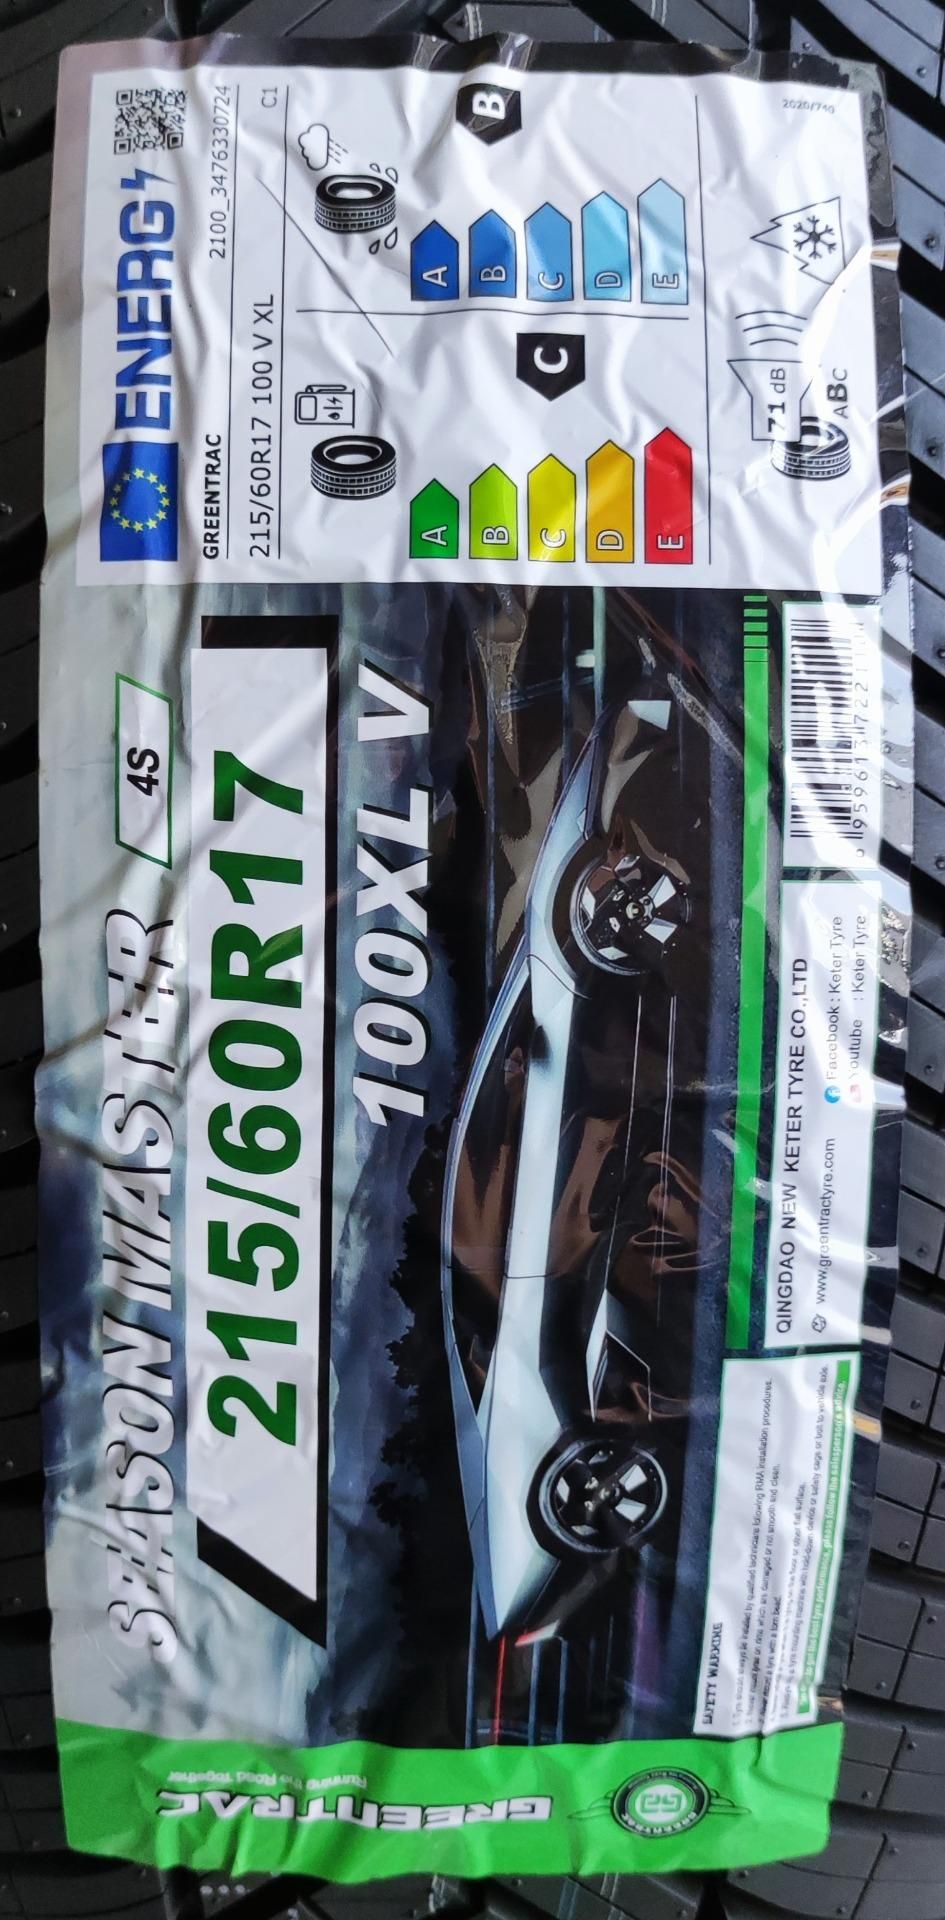 SEASON MASTER 4S
215/60R17
100XL V
ENERG
GREENTRAC
2100_3476330724
215/60R17 100 V XL
C1
A
B
C
D
E
C
A
B
C
D
E
B
71 dB
ABC
2020/740
QINGDAO NEW KETER TYRE CO.,LTD
www.greentractyre.com
Facebook : Keter Tyre
Youtube : Keter Tyre
SAFETY WARNING
GREENTRAC
Running the Road Together